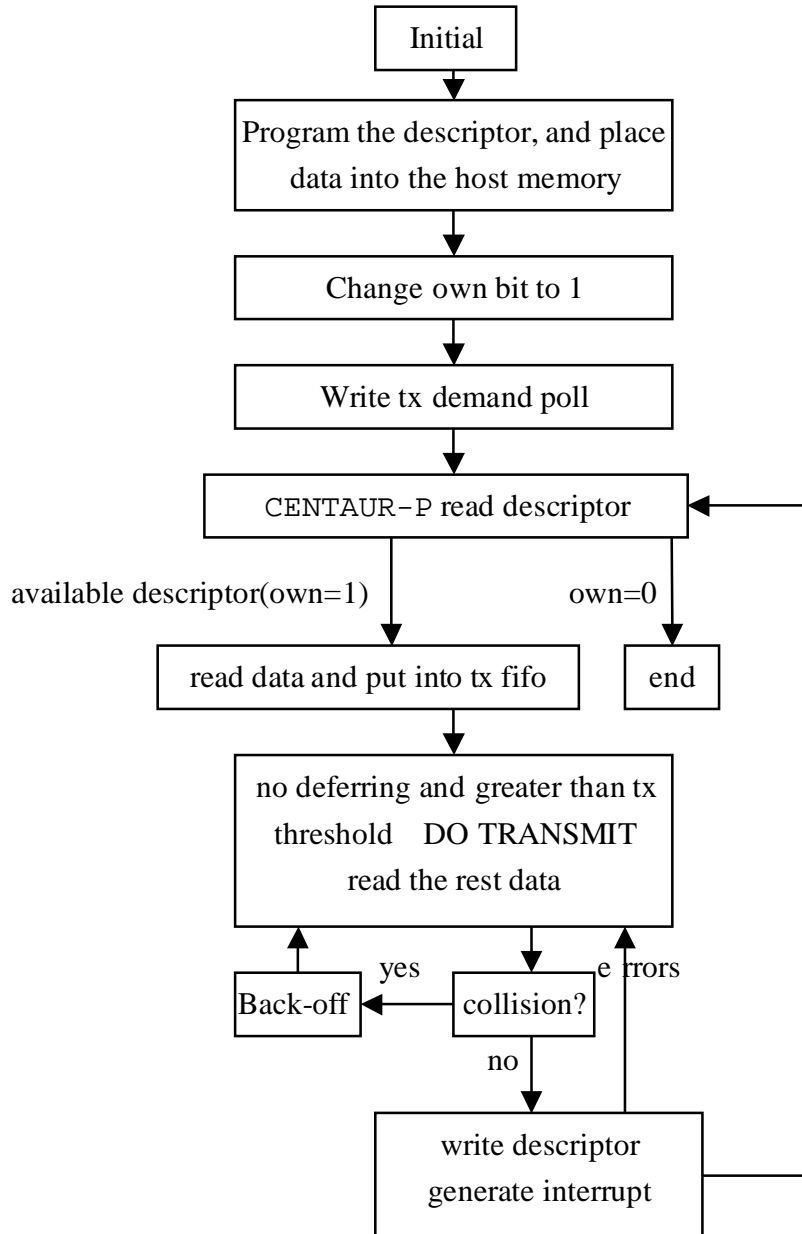 Initial
Program the descriptor, and place
data into the host memory
Change own bit to 1
Write tx demand poll
CENTAUR-P read descriptor
available descriptor(own=1)
own=0
read data and put into tx fifo
end
no deferring and greater than tx
threshold DO TRANSMIT
read the rest data
yes
e rrors
Back-off
collision?
no
write descriptor
generate interrupt